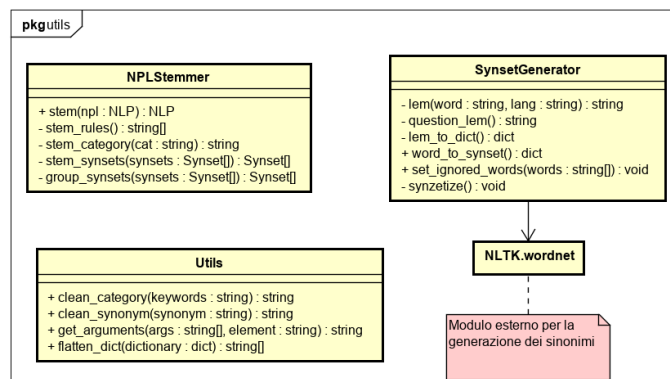 pkg utils
NPLStemmer
+ stem(npl : NLP) : NLP
- stem_rules() : string[]
- stem_category(cat : string) : string
- stem_synsets(synsets : Synset[]) : Synset[]
- group_synsets(synsets : Synset[]) : Synset[]
SynsetGenerator
- lem(word : string, lang : string) : string
- question_lem() : string
- lem_to_dict() : dict
+ word_to_synset() : dict
+ set_ignored_words(words : string[]) : void
- synzetize() : void
Utils
+ clean_category(keywords : string) : string
+ clean_synonym(synonym : string) : string
+ get_arguments(args : string[], element : string) : string
+ flatten_dict(dictionary : dict) : string[]
NLTK.wordnet
Modulo esterno per la
generazione dei sinonimi